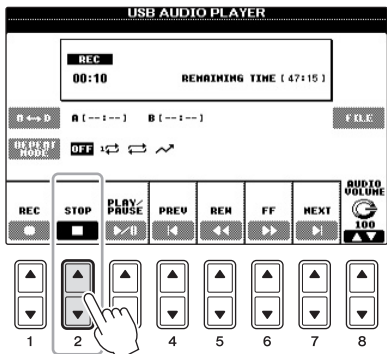 USB AUDIO PLAYER
REC
00:10 REMAINING TIME [47:15]
A[--:--] B[--:--]
FILE
REPEAT MODE
OFF
REC STOP PLAY/PAUSE PREV REW FF NEXT AUDIO VOLUME
100
1 2 4 5 6 7 8